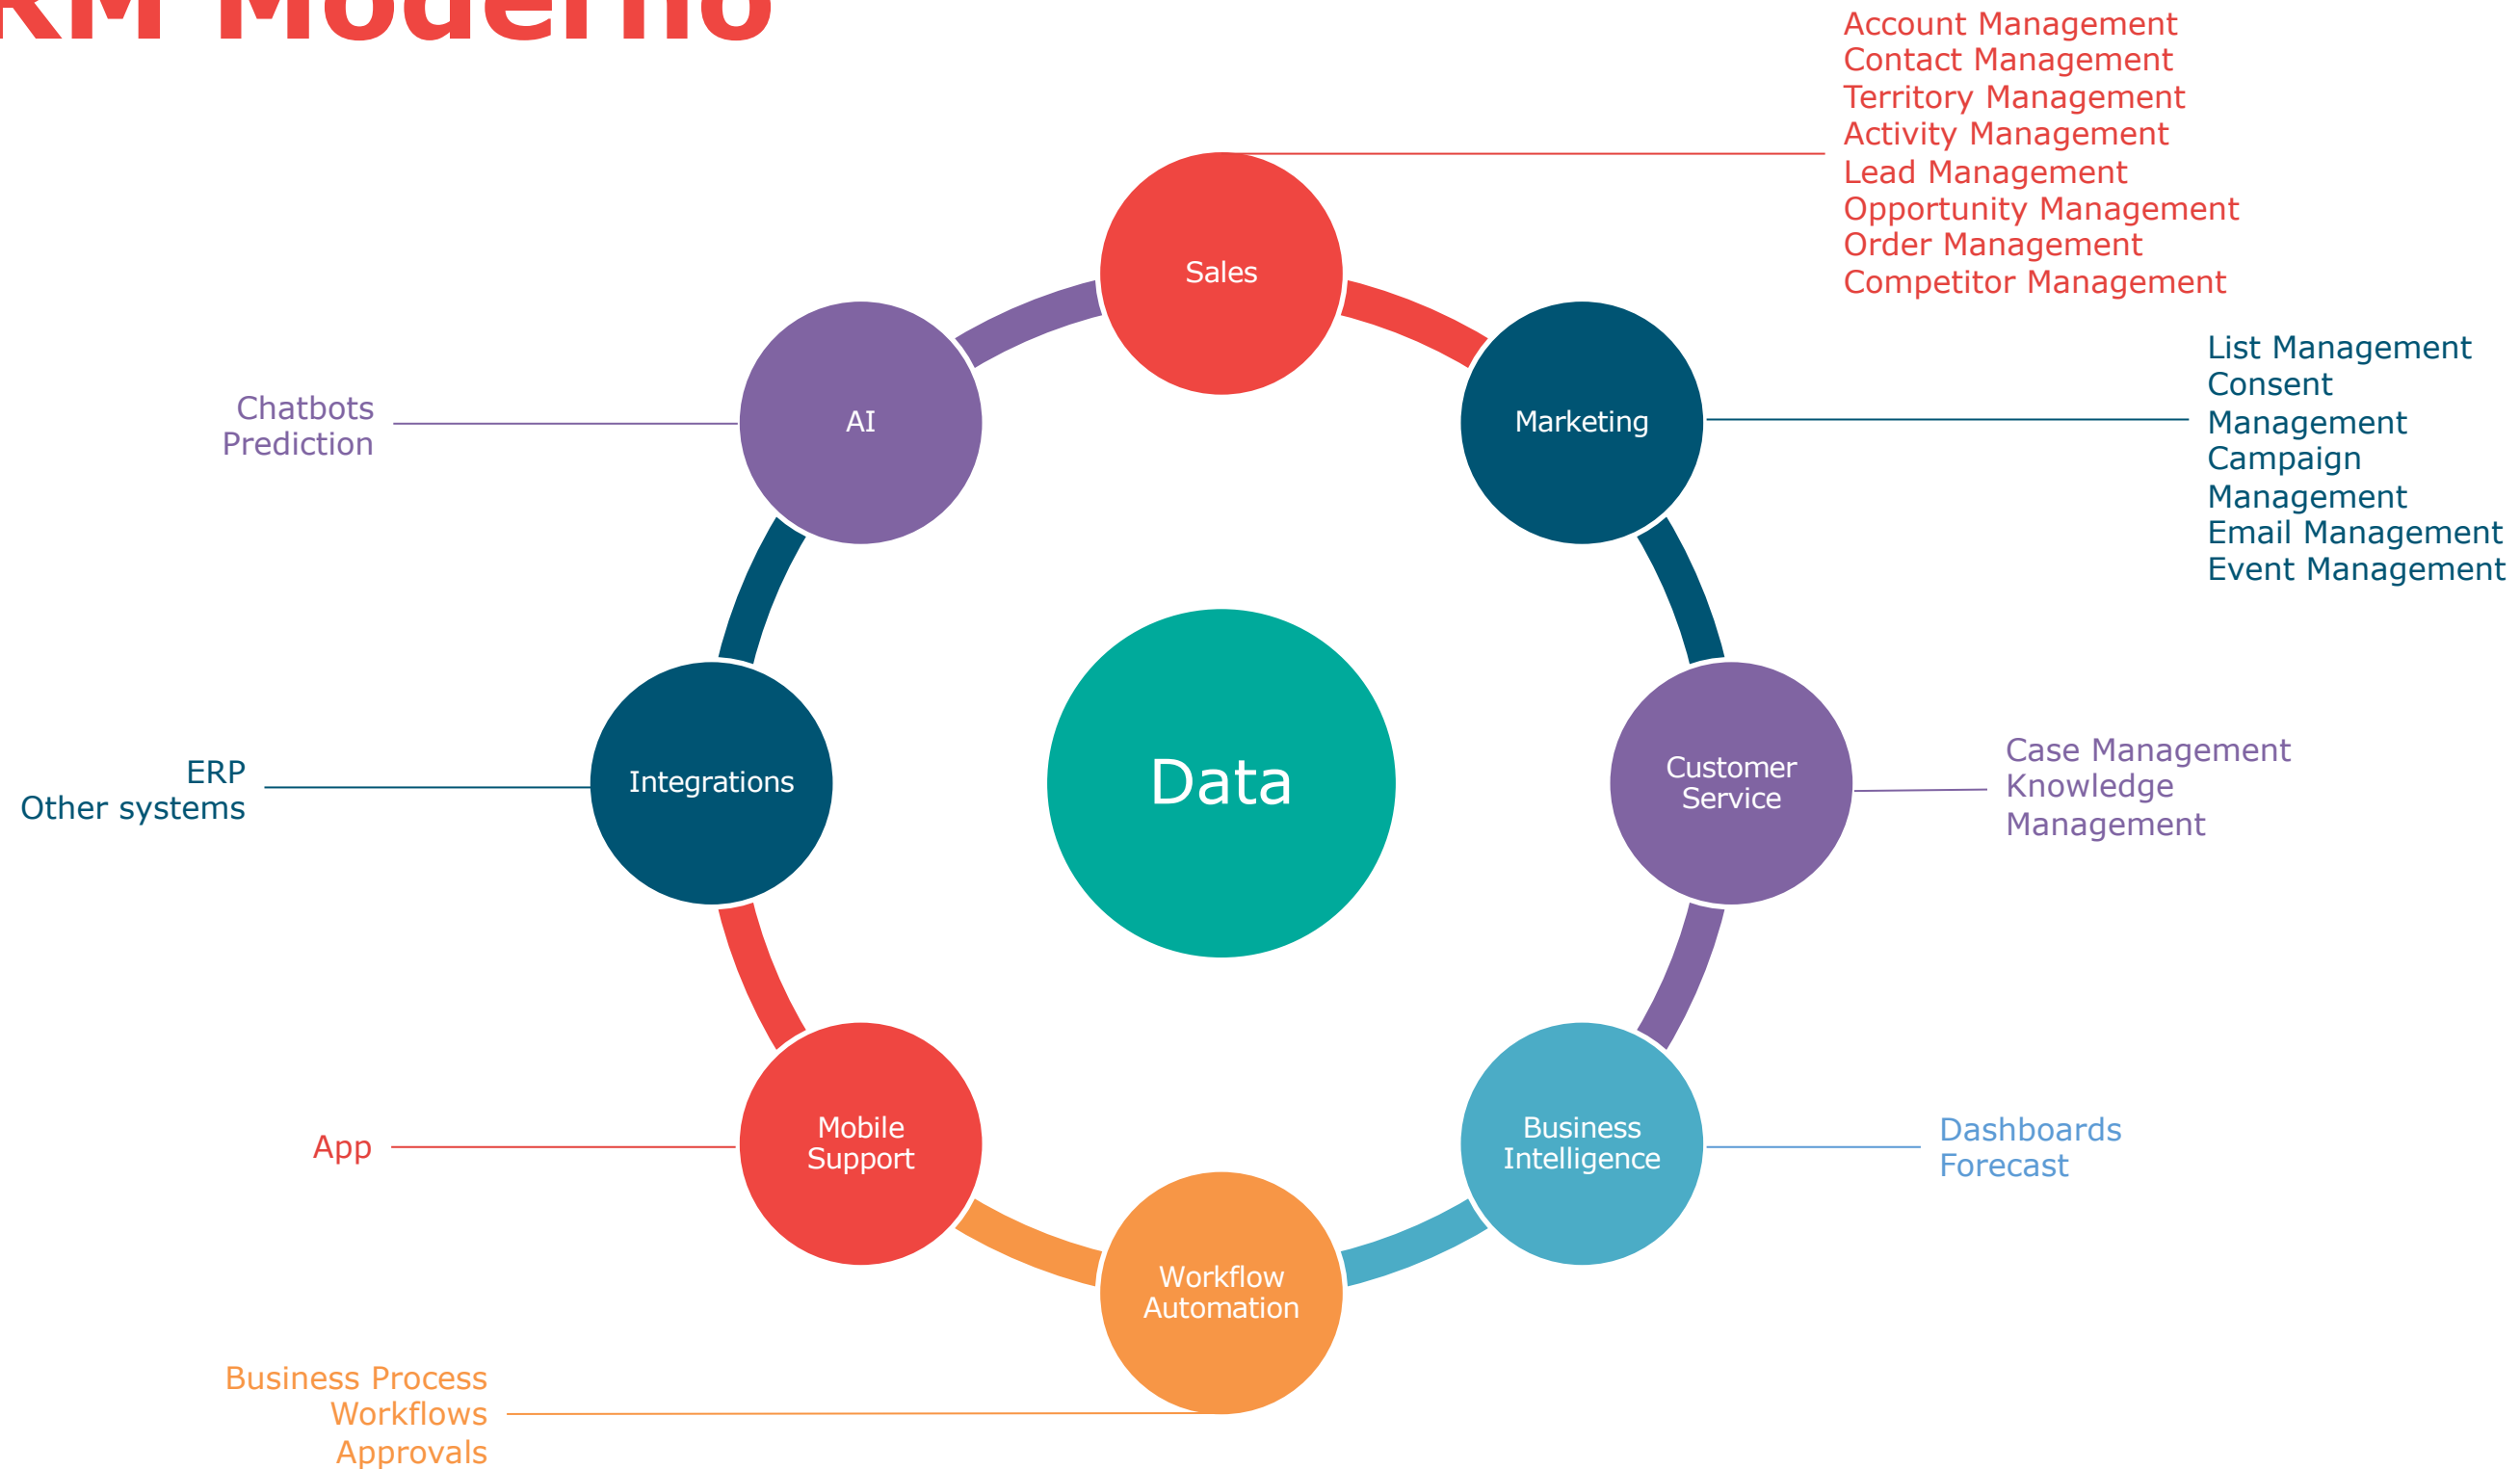 RM Moderno
Account Management
Contact Management
Territory Management
Activity Management
Lead Management
Opportunity Management
Order Management
Competitor Management
Sales
List Management
Consent
Management
Campaign
Management
Email Management
Event Management
Marketing
AI
Chatbots
Prediction
Data
Customer
Service
Case Management
Knowledge
Management
Integrations
ERP
Other systems
Mobile
Support
App
Business
Intelligence
Dashboards
Forecast
Workflow
Automation
Business Process
Workflows
Approvals